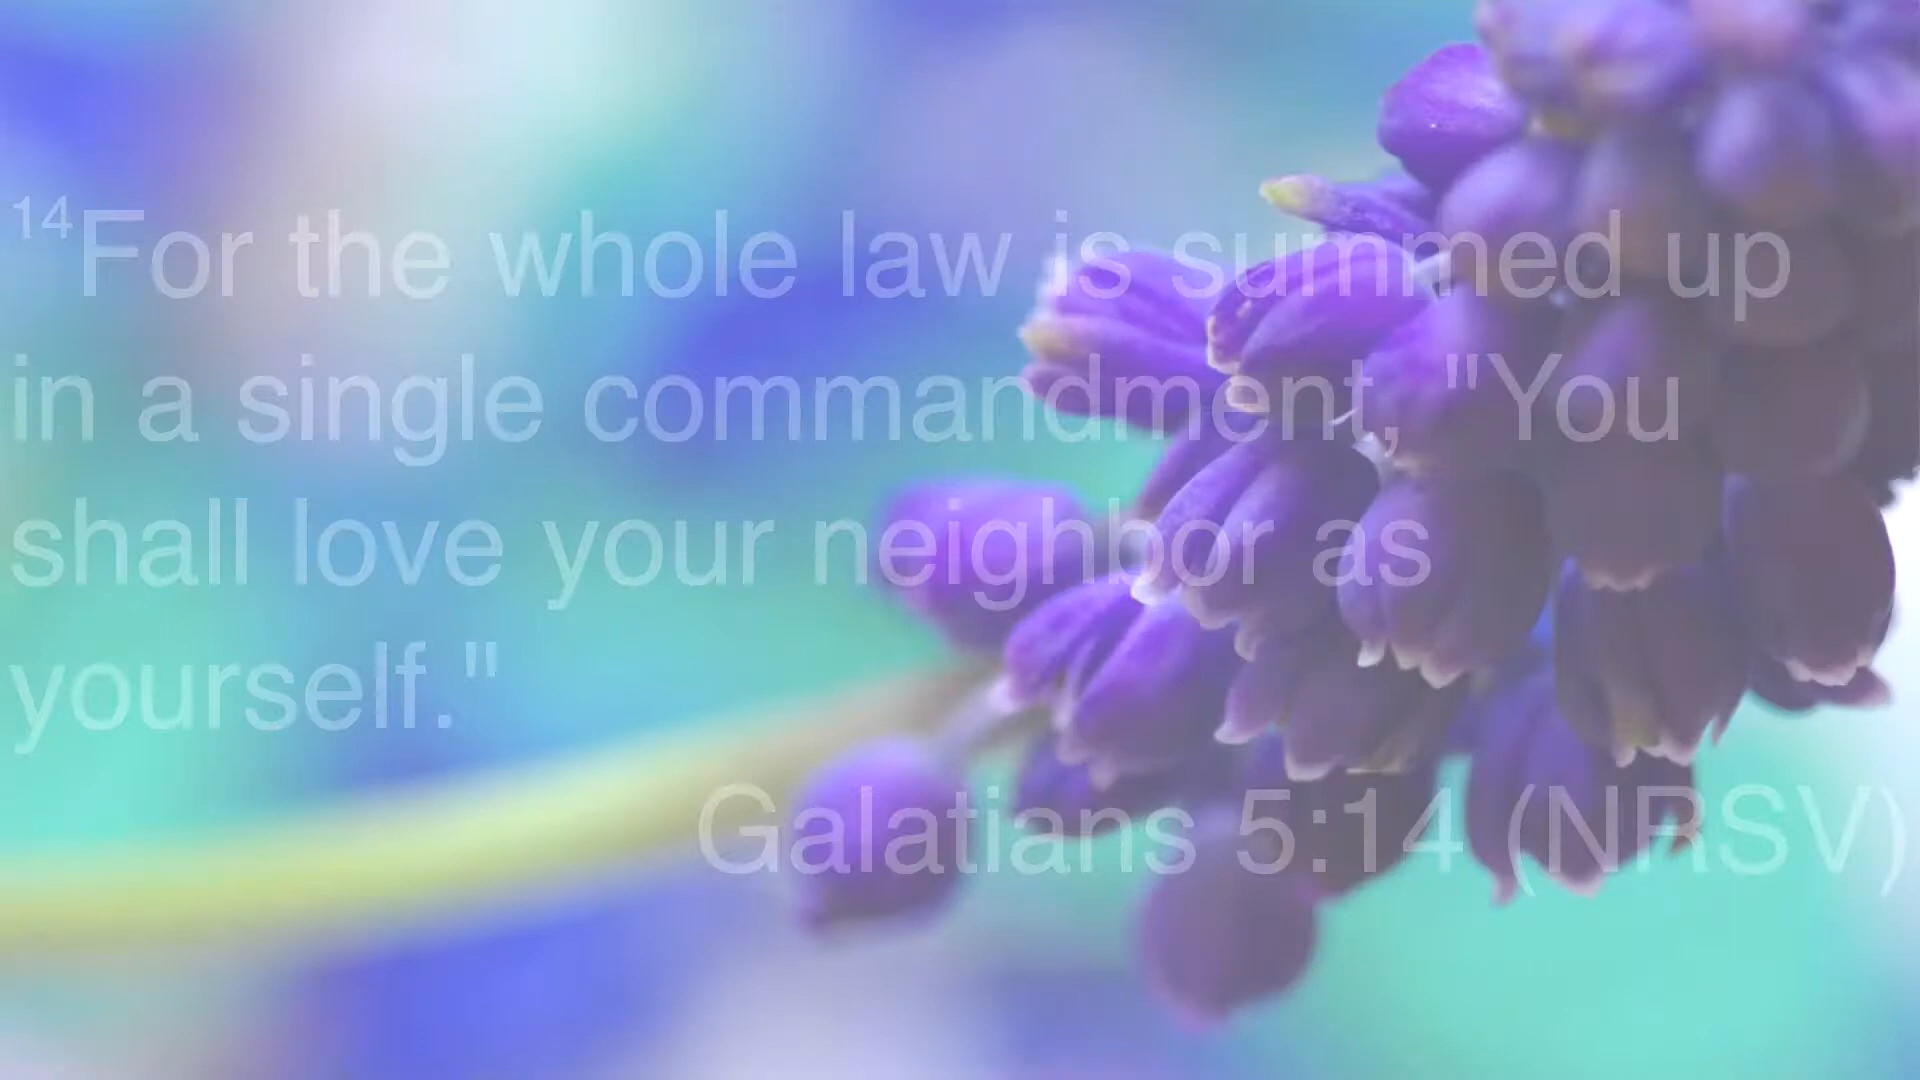 14For the whole law is summed up
in a single commandment, "You
shall love your neighbor as
yourself."
Galatians 5:14 (NRSV)